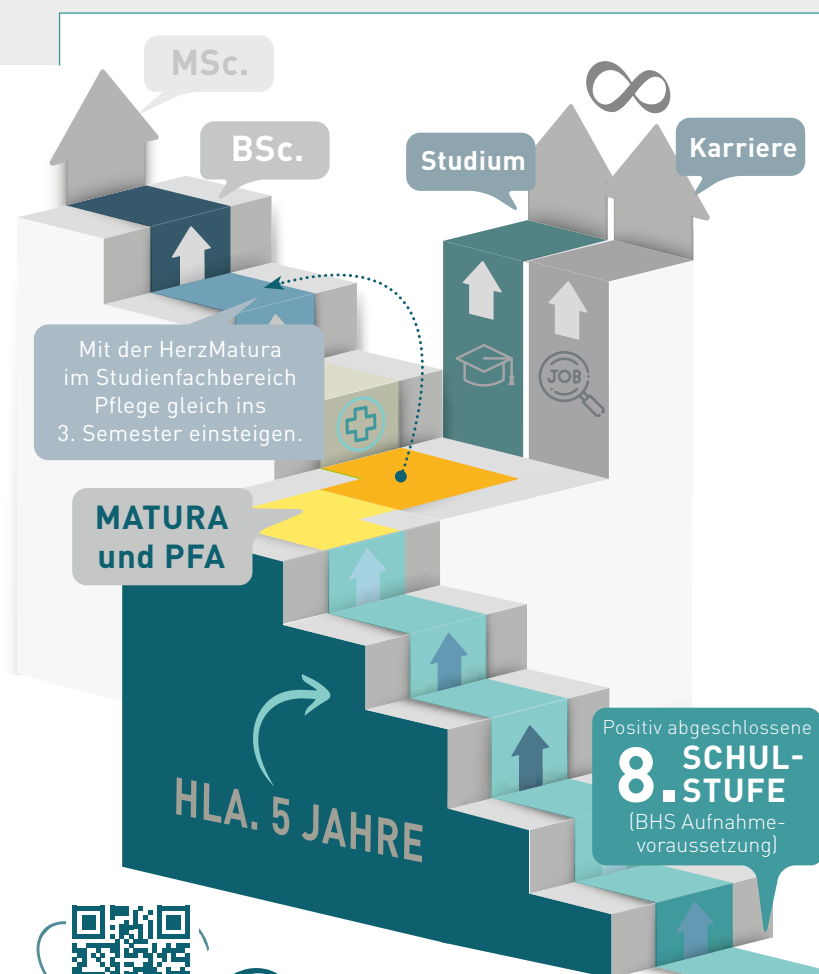 MSc.
BSc.
Studium
Karriere
Mit der HerzMatura
im Studienfachbereich
Pflege gleich ins
3. Semester einsteigen.
JOB
MATURA
und PFA
HLA. 5 JAHRE
Positiv abgeschlossene
8. SCHUL-
STUFE
(BHS Aufnahme-
voraussetzung)